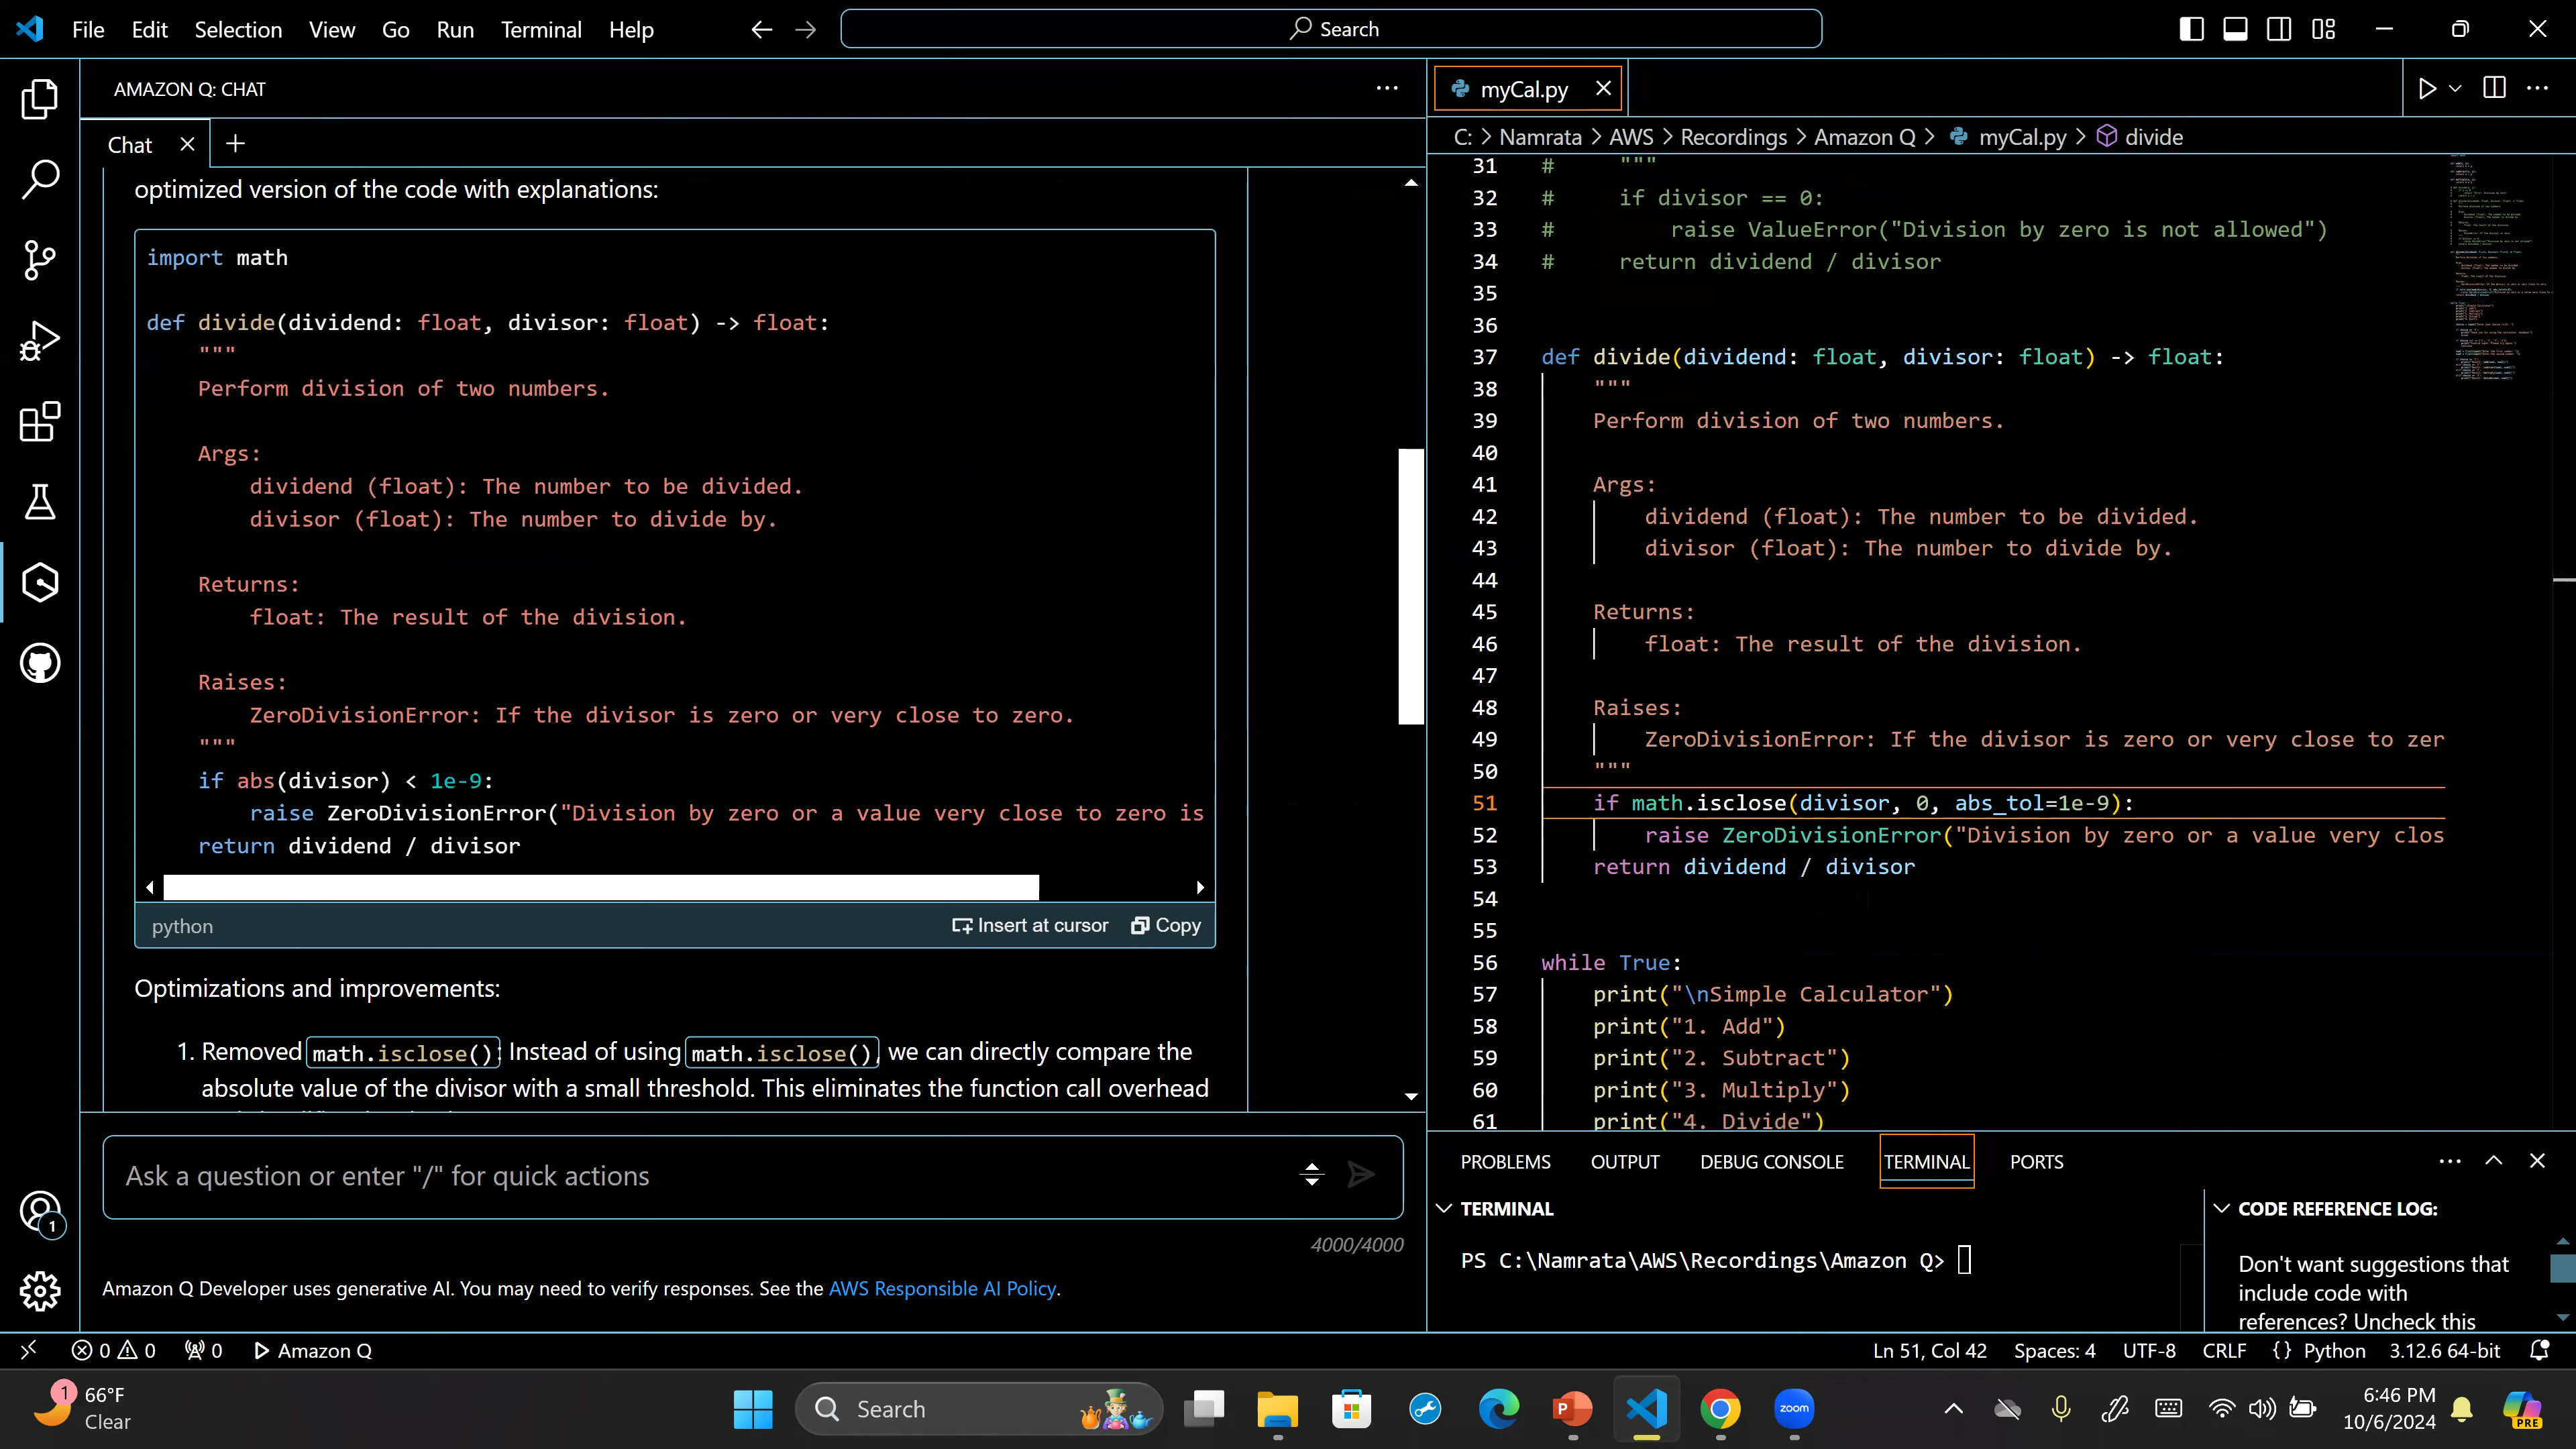 File Edit Selection View Go Run Terminal Help
Search
AMAZON Q: CHAT
Chat
optimized version of the code with explanations:
import math
def divide(dividend: float, divisor: float) -> float:
"""
Perform division of two numbers.
Args:
dividend (float): The number to be divided.
divisor (float): The number to divide by.
Returns:
float: The result of the division.
Raises:
ZeroDivisionError: If the divisor is zero or very close to zero.
"""
if abs(divisor) < 1e-9:
raise ZeroDivisionError("Division by zero or a value very close to zero is
return dividend / divisor
python Insert at cursor Copy
Optimizations and improvements:
1. Removed math.isclose(): Instead of using math.isclose(), we can directly compare the
absolute value of the divisor with a small threshold. This eliminates the function call overhead
Ask a question or enter "/" for quick actions
4000/4000
Amazon Q Developer uses generative AI. You may need to verify responses. See the AWS Responsible AI Policy.
myCal.py
C: > Namrata > AWS > Recordings > Amazon Q > myCal.py > divide
31 # """
32 # if divisor == 0:
33 # raise ValueError("Division by zero is not allowed")
34 # return dividend / divisor
35
36
37 def divide(dividend: float, divisor: float) -> float:
38 """
39 Perform division of two numbers.
40
41 Args:
42 dividend (float): The number to be divided.
43 divisor (float): The number to divide by.
44
45 Returns:
46 float: The result of the division.
47
48 Raises:
49 ZeroDivisionError: If the divisor is zero or very close to zer
50 """
51 if math.isclose(divisor, 0, abs_tol=1e-9):
52 raise ZeroDivisionError("Division by zero or a value very clos
53 return dividend / divisor
54
55
56 while True:
57 print("\nSimple Calculator")
58 print("1. Add")
59 print("2. Subtract")
60 print("3. Multiply")
61 print("4. Divide")
PROBLEMS OUTPUT DEBUG CONSOLE TERMINAL PORTS
TERMINAL
PS C:\Namrata\AWS\Recordings\Amazon Q>
CODE REFERENCE LOG:
Don't want suggestions that
include code with
references? Uncheck this
1
0 0 0 Amazon Q Ln 51, Col 42 Spaces: 4 UTF-8 CRLF {} Python 3.12.6 64-bit
1
66°F
Clear
Search
P
zoom
6:46 PM
10/6/2024
PRE